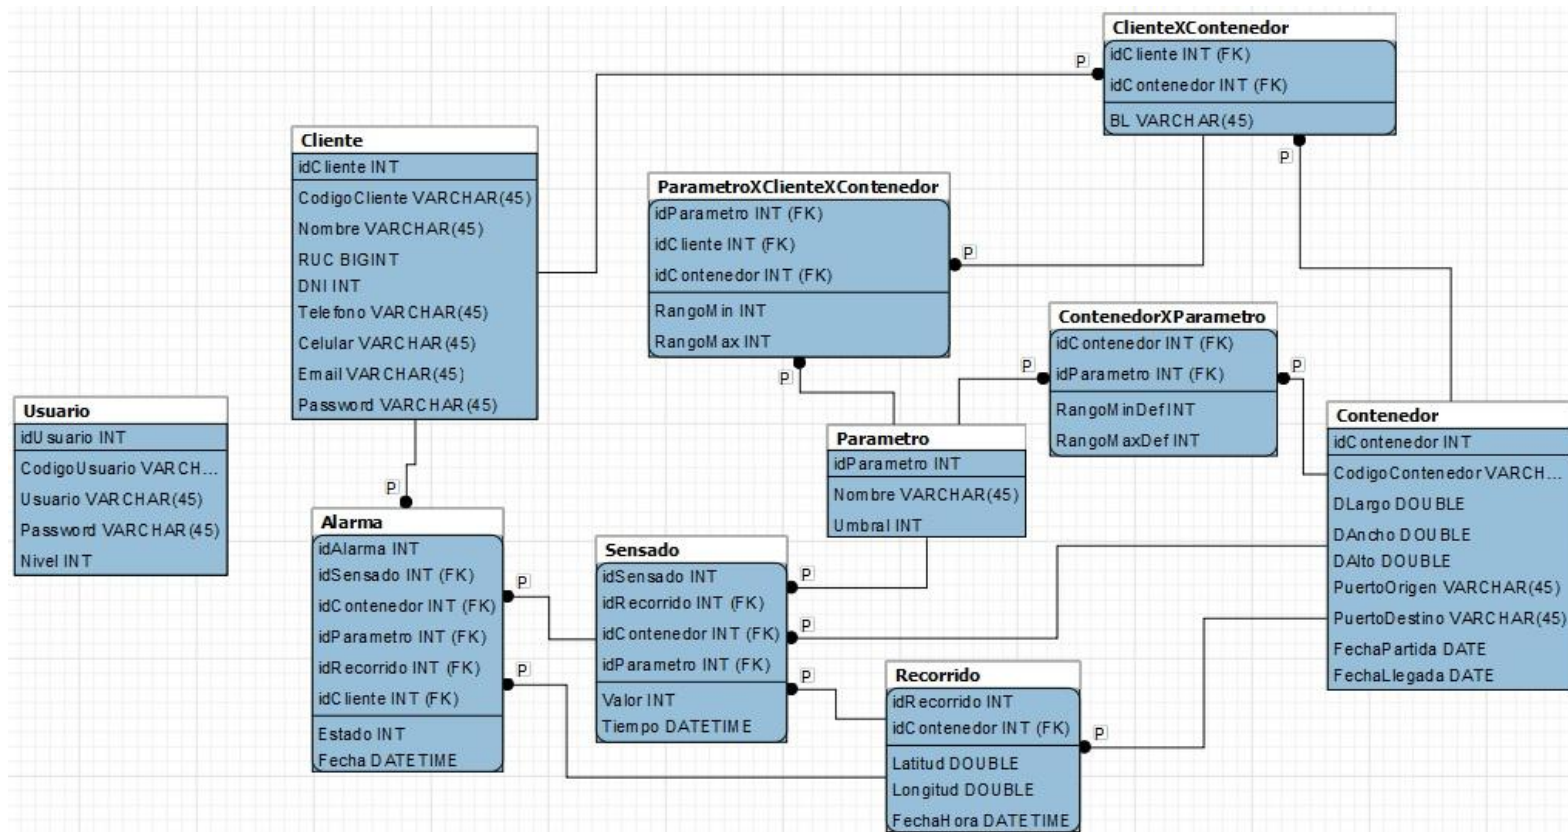 ClienteXContenedor
idCliente INT (FK)
idContenedor INT (FK)
BL VARCHAR(45)
P
P
Cliente
idCliente INT
CodigoCliente VARCHAR(45)
Nombre VARCHAR(45)
RUC BIGINT
DNI INT
Telefono VARCHAR(45)
Celular VARCHAR(45)
Email VARCHAR(45)
Password VARCHAR(45)
ParametroXClienteXContenedor
idParametro INT (FK)
idCliente INT (FK)
idContenedor INT (FK)
RangoMin INT
RangoMax INT
P
P
ContenedorXParametro
idContenedor INT (FK)
idParametro INT (FK)
RangoMinDef INT
RangoMaxDef INT
P
P
Usuario
idUsuario INT
CodigoUsuario VARCH...
Usuario VARCHAR(45)
Password VARCHAR(45)
Nivel INT
Parametro
idParametro INT
Nombre VARCHAR(45)
Umbral INT
Contenedor
idContenedor INT
CodigoContenedor VARCH...
DLargo DOUBLE
DAncho DOUBLE
DAlto DOUBLE
PuertoOrigen VARCHAR(45)
PuertoDestino VARCHAR(45)
FechaPartida DATE
FechaLlegada DATE
P
Alarma
idAlarma INT
idSensado INT (FK)
idContenedor INT (FK)
idParametro INT (FK)
idRecorrido INT (FK)
idCliente INT (FK)
Estado INT
Fecha DATETIME
P
P
Sensado
idSensado INT
idRecorrido INT (FK)
idContenedor INT (FK)
idParametro INT (FK)
Valor INT
Tiempo DATETIME
P
P
P
Recorrido
idRecorrido INT
idContenedor INT (FK)
Latitud DOUBLE
Longitud DOUBLE
FechaHora DATETIME
P